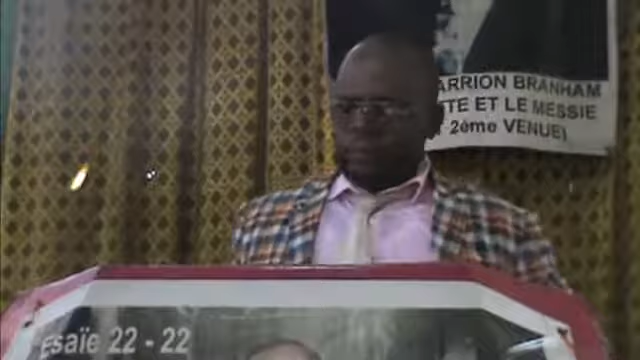 ARRION BRANHAM
TE ET LE MESSIE
2ème VENUE)
Esaïe 22 - 22